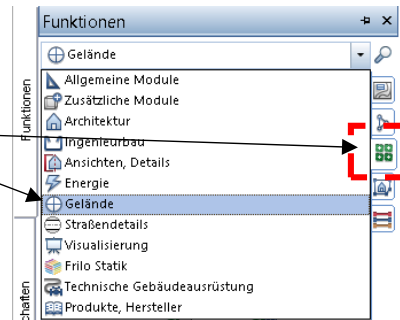 Funktionen
Gelände
Funktionen
Allgemeine Module
Zusätzliche Module
Architektur
Ingenieurbau
Ansichten, Details
Energie
Gelände
Straßendetails
Visualisierung
Frilo Statik
Technische Gebäudeausrüstung
Produkte, Hersteller
chaften